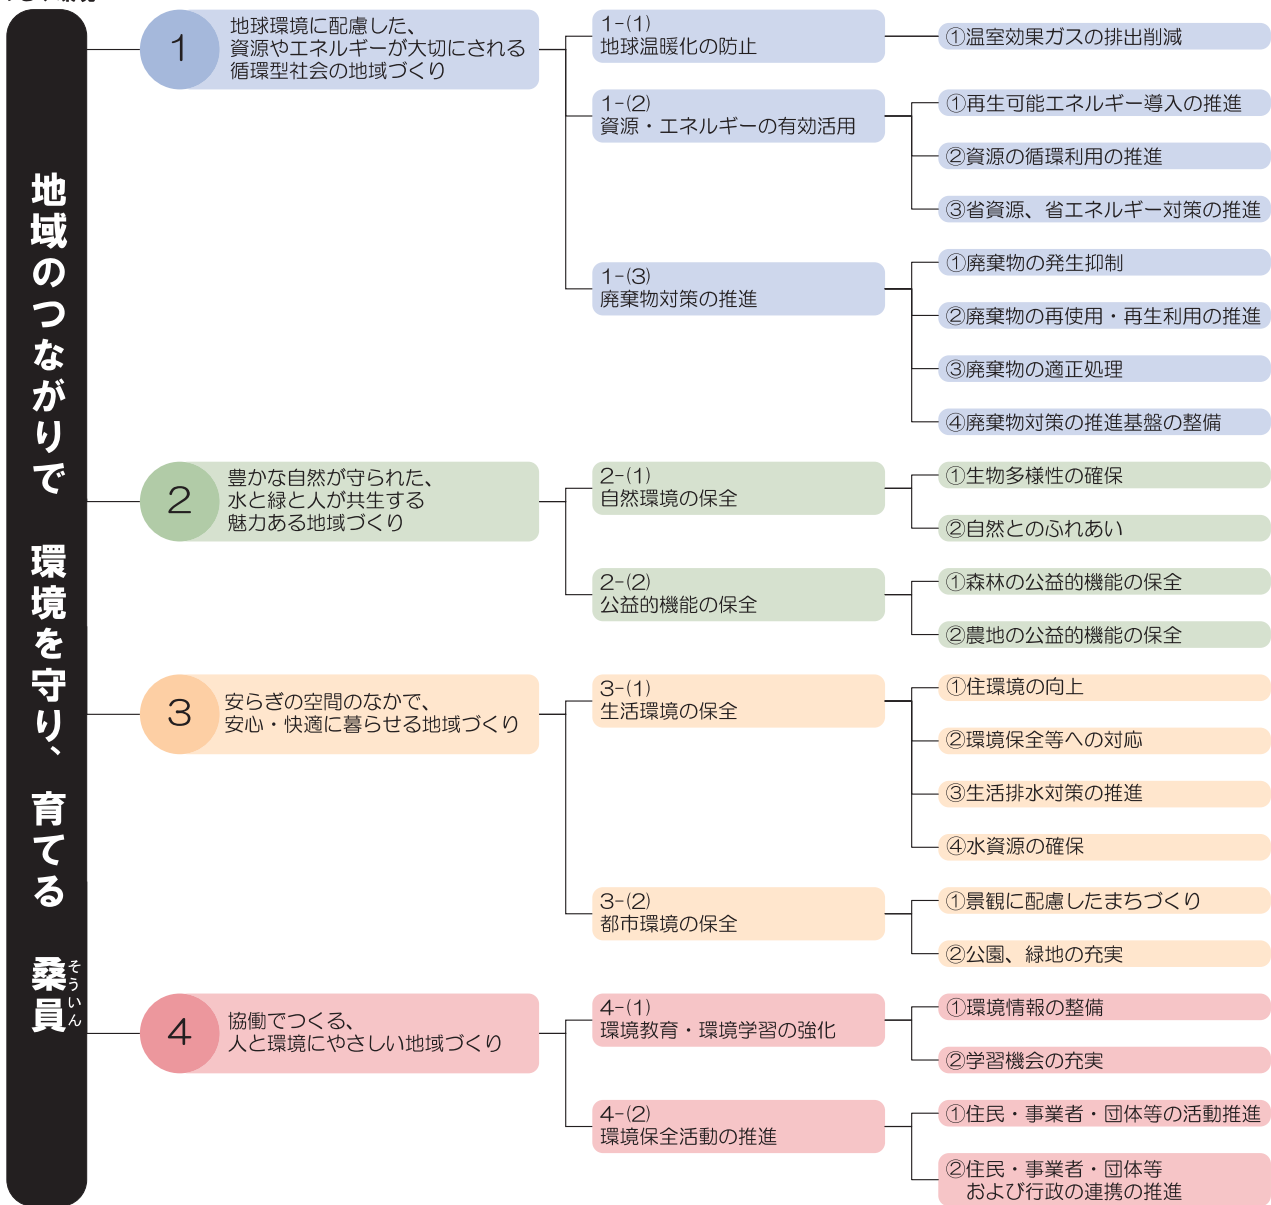 地域のつながりで 環境を守り、育てる 桑員
そういん
1
地球環境に配慮した、
資源やエネルギーが大切にされる
循環型社会の地域づくり
1-(1)
地球温暖化の防止
①温室効果ガスの排出削減
1-(2)
資源・エネルギーの有効活用
①再生可能エネルギー導入の推進
②資源の循環利用の推進
③省資源、省エネルギー対策の推進
1-(3)
廃棄物対策の推進
①廃棄物の発生抑制
②廃棄物の再使用・再生利用の推進
③廃棄物の適正処理
④廃棄物対策の推進基盤の整備
2
豊かな自然が守られた、
水と緑と人が共生する
魅力ある地域づくり
2-(1)
自然環境の保全
①生物多様性の確保
②自然とのふれあい
2-(2)
公益的機能の保全
①森林の公益的機能の保全
②農地の公益的機能の保全
3
安らぎの空間のなかで、
安心・快適に暮らせる地域づくり
3-(1)
生活環境の保全
①住環境の向上
②環境保全等への対応
③生活排水対策の推進
④水資源の確保
3-(2)
都市環境の保全
①景観に配慮したまちづくり
②公園、緑地の充実
4
協働でつくる、
人と環境にやさしい地域づくり
4-(1)
環境教育・環境学習の強化
①環境情報の整備
②学習機会の充実
4-(2)
環境保全活動の推進
①住民・事業者・団体等の活動推進
②住民・事業者・団体等
および行政の連携の推進